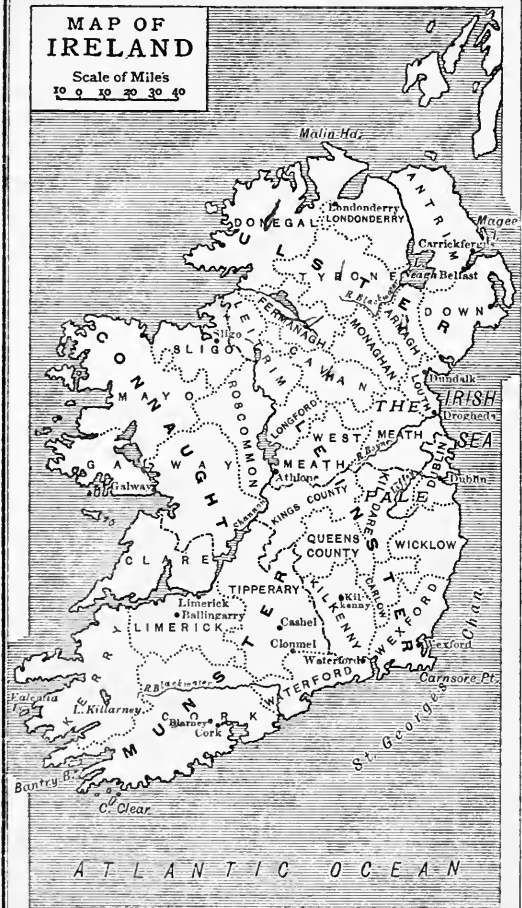 MAP OF
IRELAND
Scale of Miles
10 0 10 20 30 40
Malin Hd.
ANTRIM
Londonderry
LONDONDERRY
DONEGAL
Magee
I.
Carrickfergus
ULSTER
TYRONE
L.
Neagh
Belfast
R. Blackwater
DOWN
FERMANAGH
ARMAGH
MONAGHAN
LEITRIM
Sligo
SLIGO
CAVAN
CONNAUGHT
LOUTH
Dundalk
MAYO
ROSCOMMON
IRISH
SEA
THE
PALE
Drogheda
LONGFORD
LEINSTER
WEST
MEATH
MEATH
R. Boyne
DUBLIN
GALWAY
Athlone
Dublin
Galway
KINGS COUNTY
KILDARE
Shannon
QUEENS
COUNTY
WICKLOW
CLARE
TIPPERARY
KILKENNY
Kil-
kenny
CARLOW
Limerick
Ballingarry
LIMERICK
Cashel
WEXFORD
Clonmel
MUNSTER
Waterford
Wexford
KERRY
WATERFORD
Carnsore Pt.
St. Georges Chan.
R. Blackwater
Valentia
I.
L. Killarney
CORK
Blarney
Cork
Bantry B.
C. Clear
ATLANTIC OCEAN